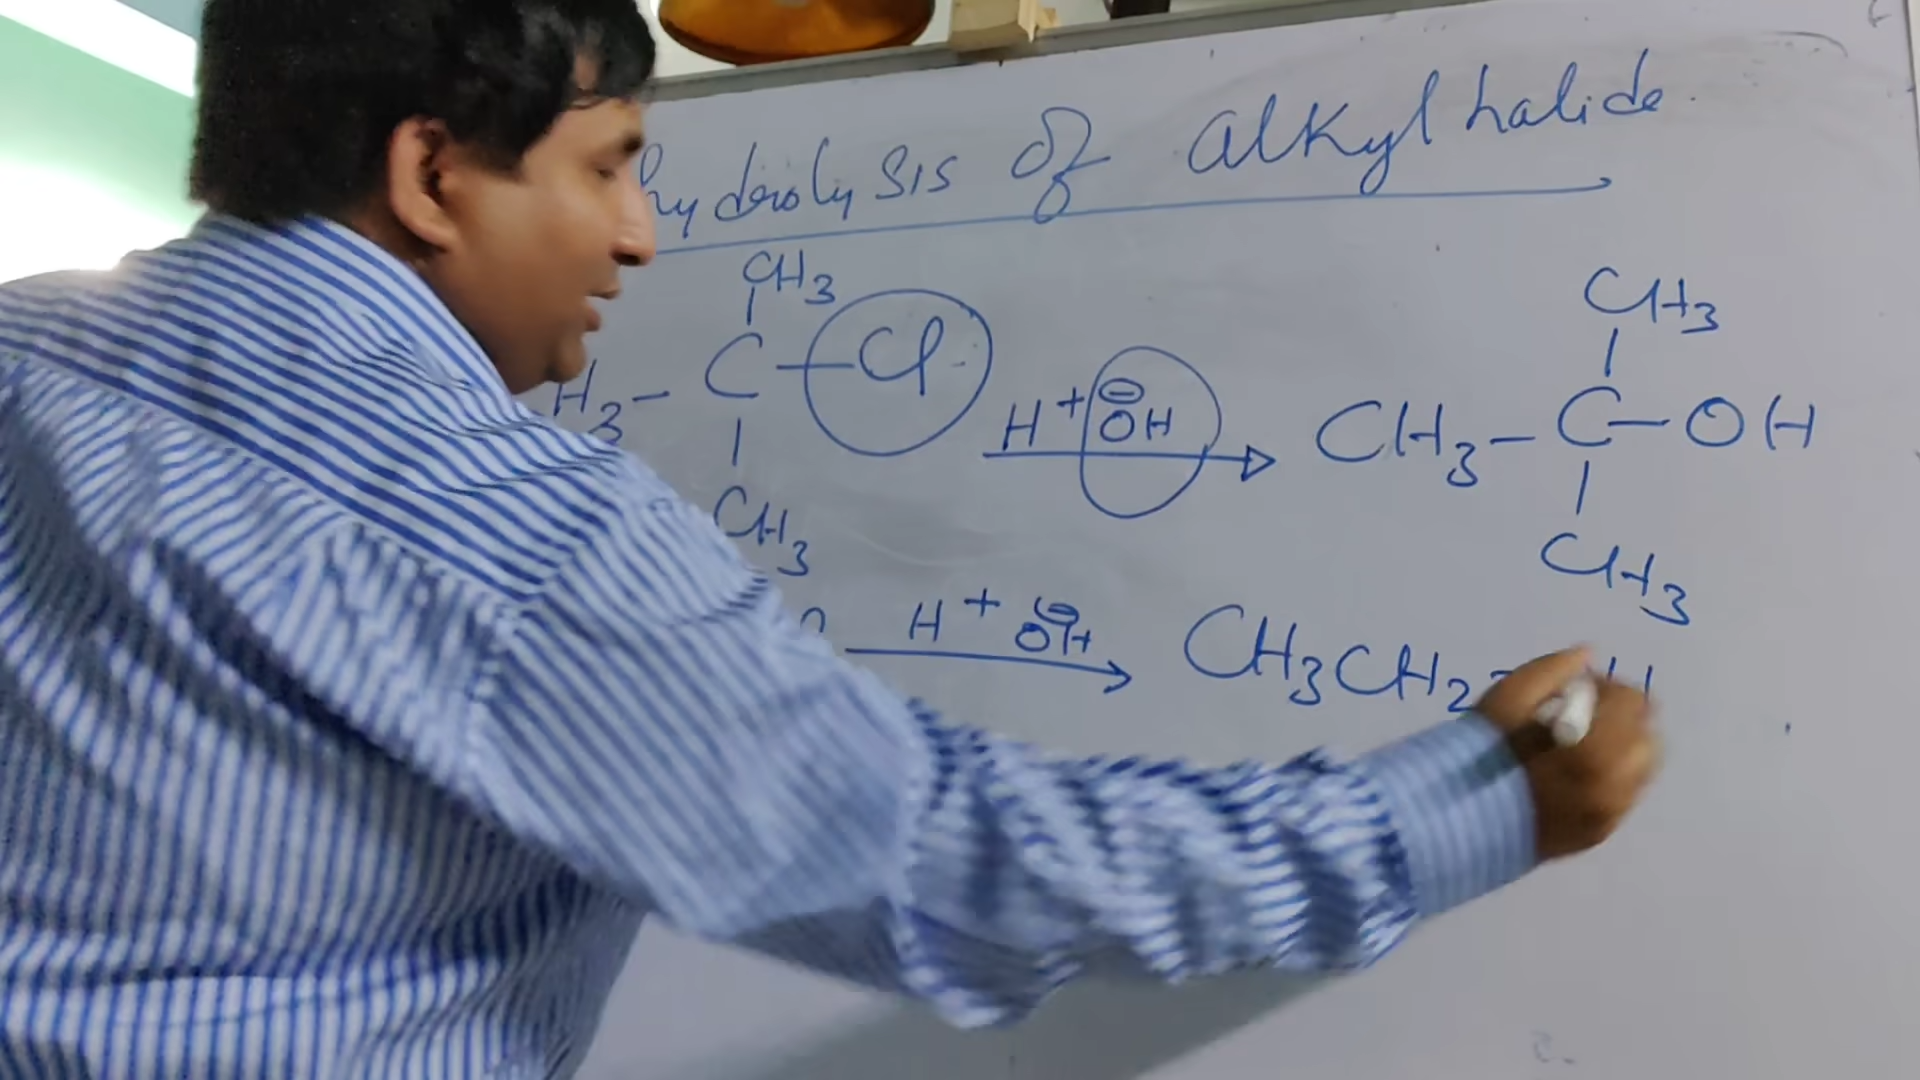 hydrolysis of alkyl halide
CH3
H3- C -Cl H+ ⊖OH → CH3-C-OH
CH3
CH3
CH3
H+ ⊖OH → CH3CH2-